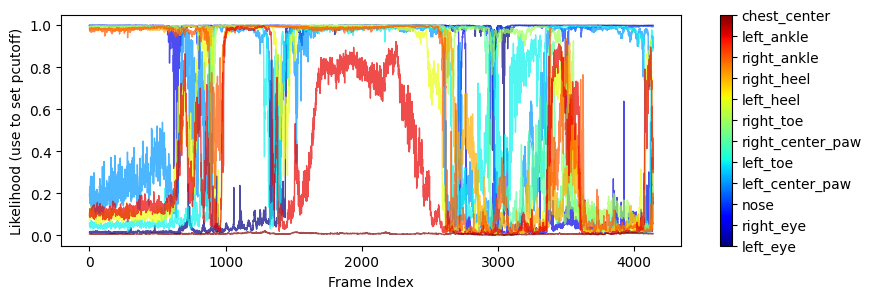 Likelihood (use to set pcutoff)
1.0
0.8
0.6
0.4
0.2
0.0
0
1000
2000
3000
4000
Frame Index
chest_center
left_ankle
right_ankle
right_heel
left_heel
right_toe
right_center_paw
left_toe
left_center_paw
nose
right_eye
left_eye